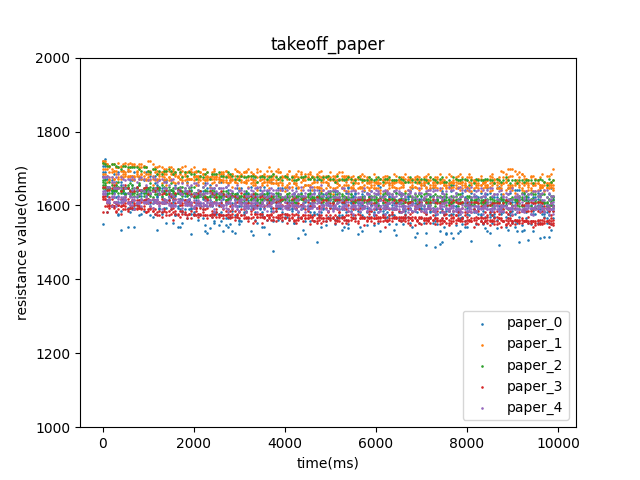 takeoff_paper
2000
1800
1600
1400
1200
1000
resistance value(ohm)
paper_0
paper_1
paper_2
paper_3
paper_4
0
2000
4000
6000
8000
10000
time(ms)